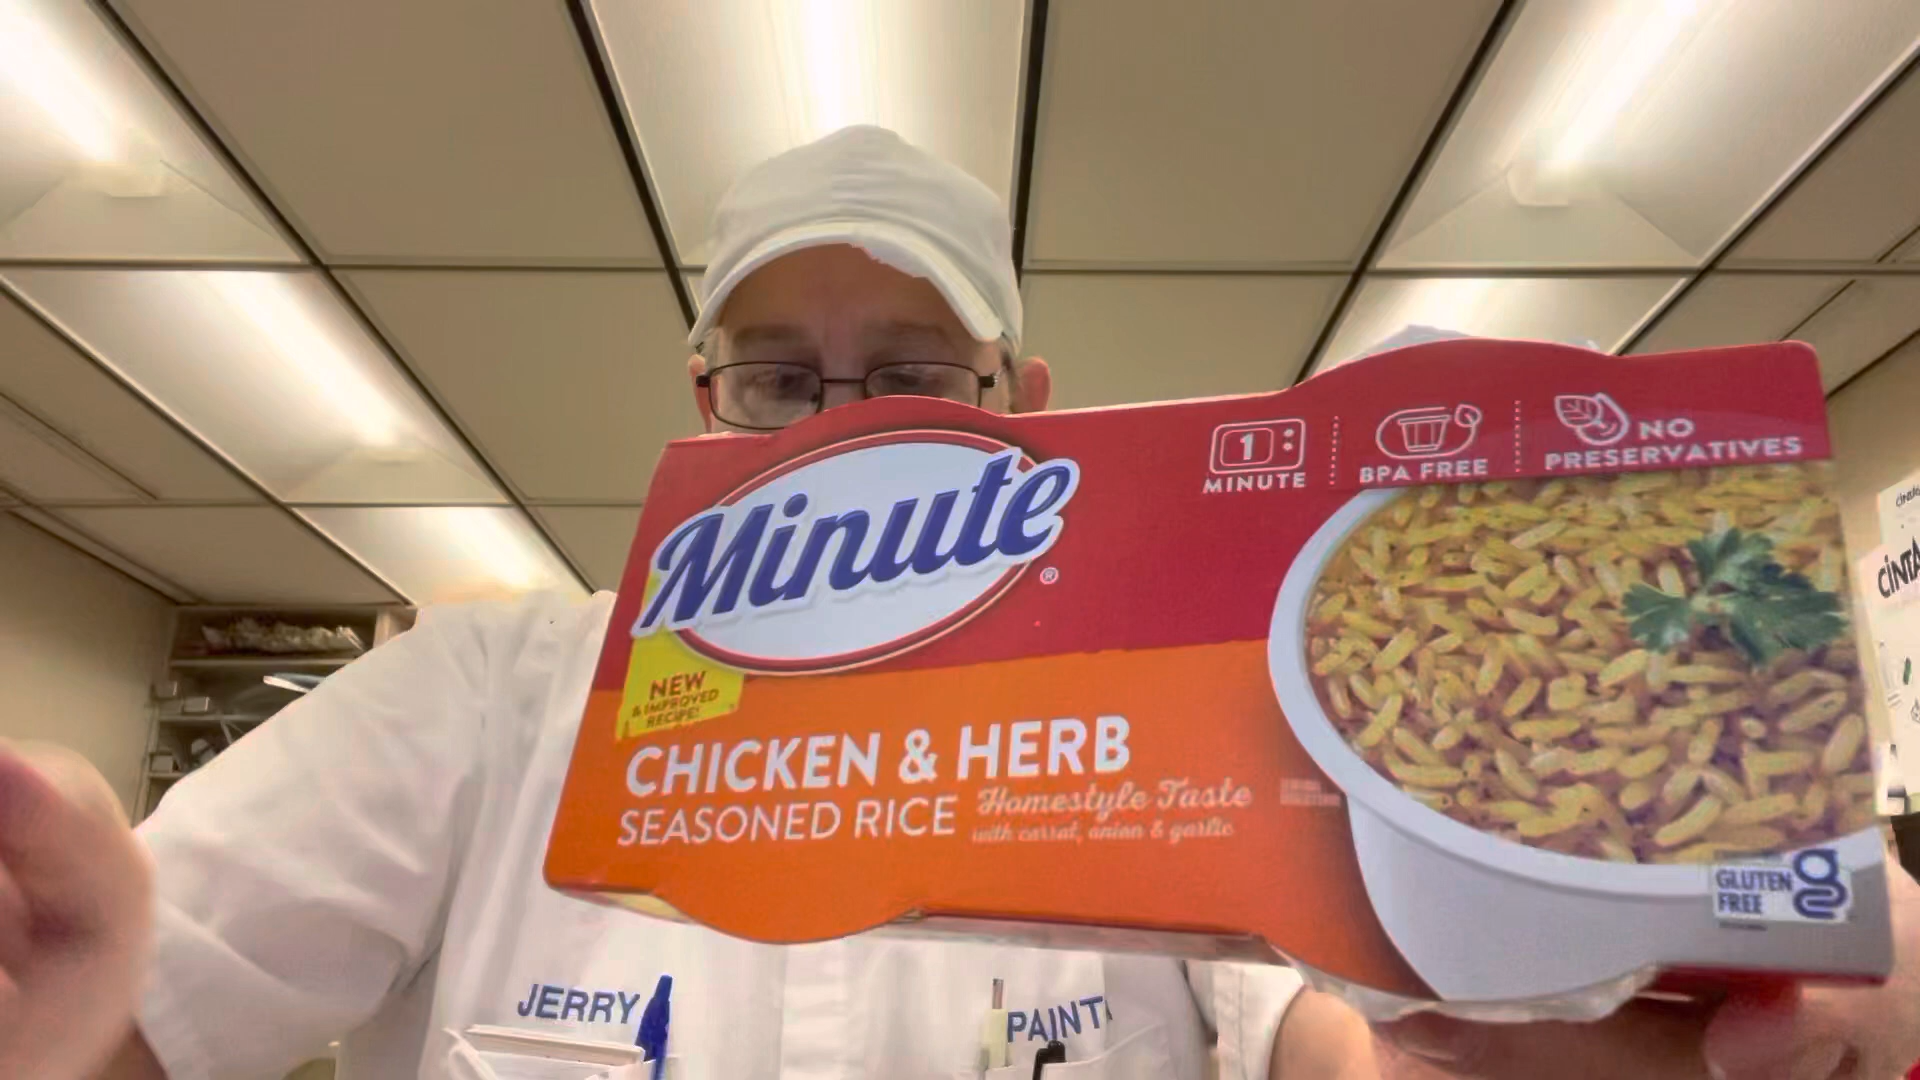 Minute®
1
MINUTE
BPA FREE
NO
PRESERVATIVES
NEW
& IMPROVED
RECIPE!
CHICKEN & HERB
SEASONED RICE
Homestyle Taste
with carrot, onion & garlic
GLUTEN
FREE
g
CINTA
JERRY
PAINT